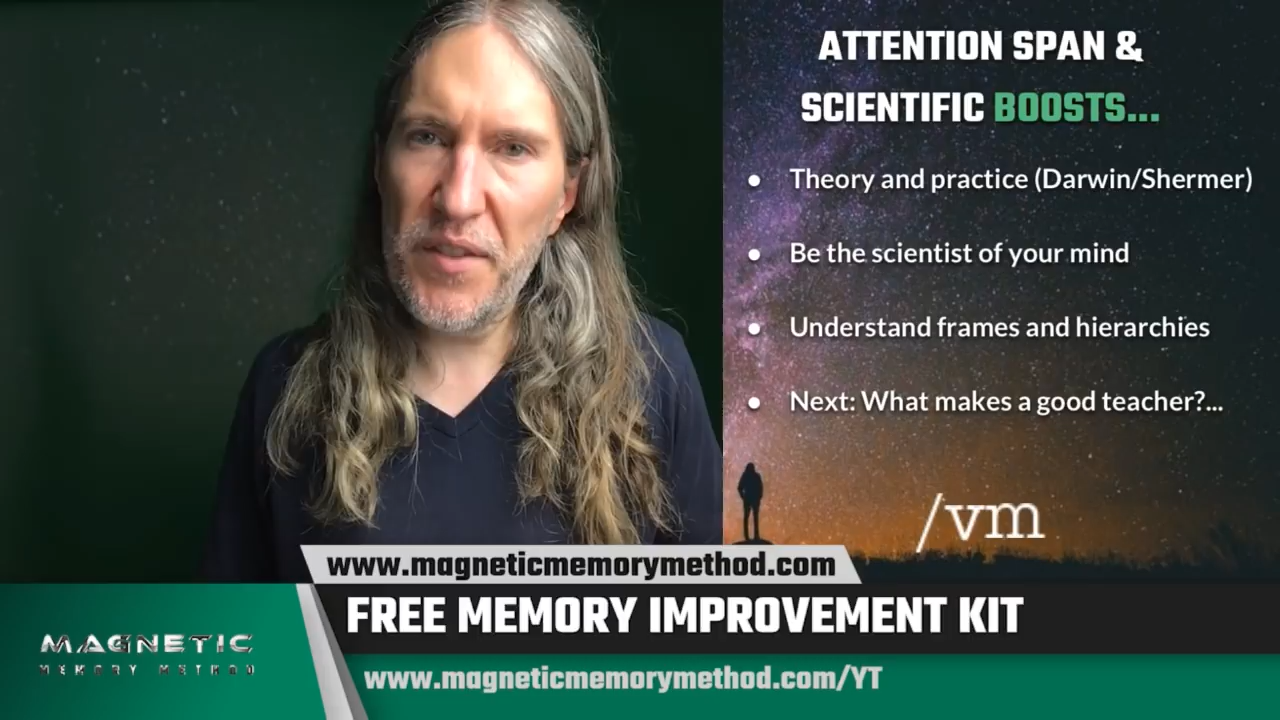 ATTENTION SPAN &
SCIENTIFIC BOOSTS...
● Theory and practice (Darwin/Shermer)
● Be the scientist of your mind
● Understand frames and hierarchies
● Next: What makes a good teacher?...
/vm
www.magneticmemorymethod.com
FREE MEMORY IMPROVEMENT KIT
MAGNETIC
MEMORY METHOD
www.magneticmemorymethod.com/YT